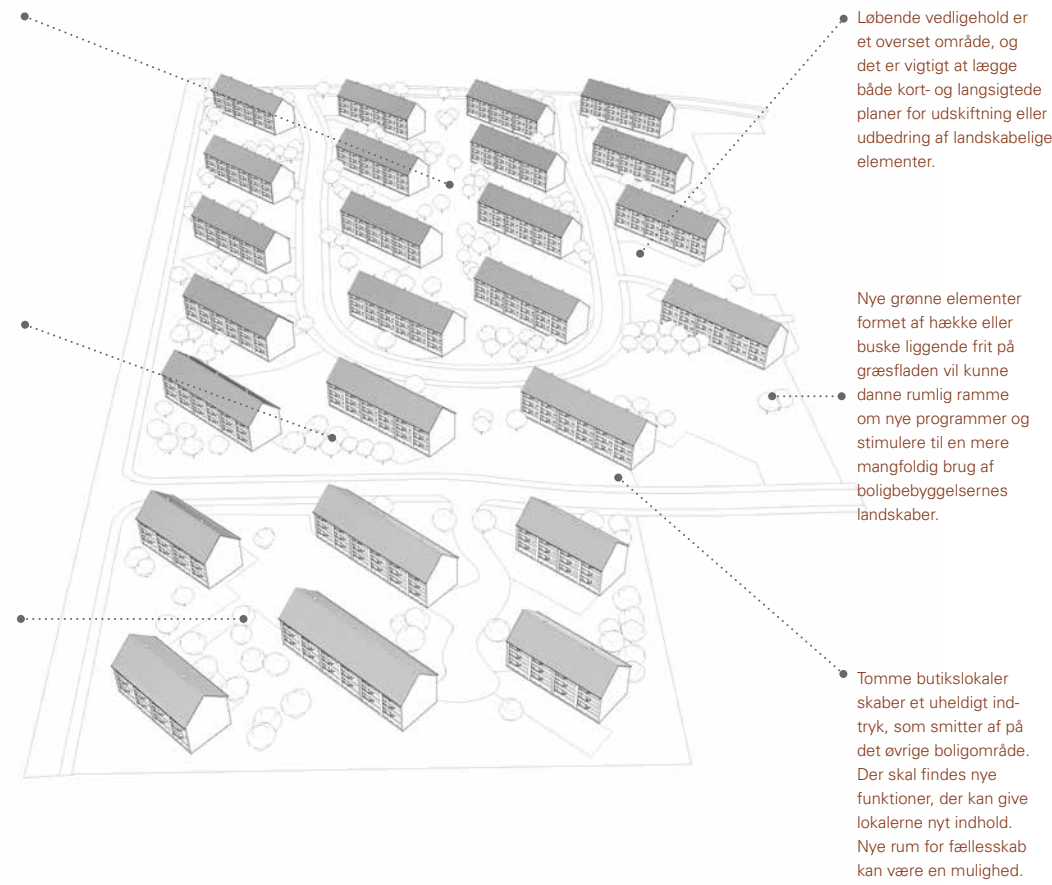 Løbende vedligehold er
et overset område, og
det er vigtigt at lægge
både kort- og langsigtede
planer for udskiftning eller
udbedring af landskabelige
elementer.
Nye grønne elementer
formet af hække eller
buske liggende frit på
græsfladen vil kunne
danne rumlig ramme
om nye programmer og
stimulere til en mere
mangfoldig brug af
boligbebyggelsernes
landskaber.
Tomme butikslokaler
skaber et uheldigt ind-
tryk, som smitter af på
det øvrige boligområde.
Der skal findes nye
funktioner, der kan give
lokalerne nyt indhold.
Nye rum for fællesskab
kan være en mulighed.